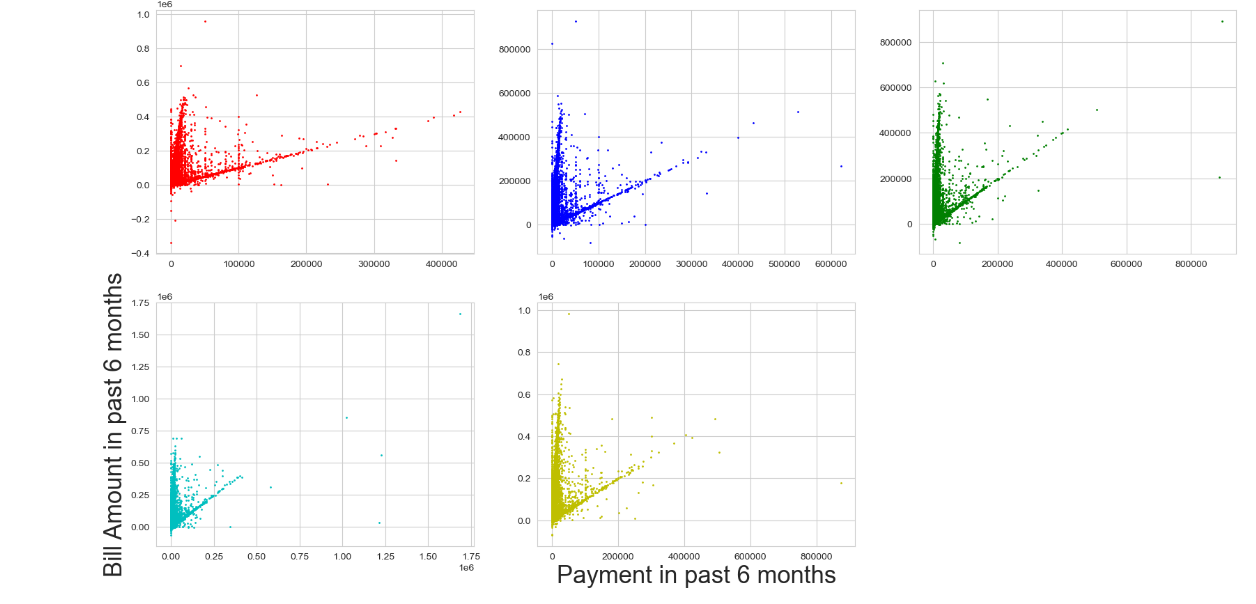 1e6
1.0
0.8
0.6
0.4
0.2
0.0
−0.2
−0.4
0 100000 200000 300000 400000
800000
600000
400000
200000
0
0 100000 200000 300000 400000 500000 600000
800000
600000
400000
200000
0
0 200000 400000 600000 800000
Bill Amount in past 6 months
1e6
1.75
1.50
1.25
1.00
0.75
0.50
0.25
0.00
0.00 0.25 0.50 0.75 1.00 1.25 1.50 1.75
1e6
1e6
1.0
0.8
0.6
0.4
0.2
0.0
0 200000 400000 600000 800000
Payment in past 6 months